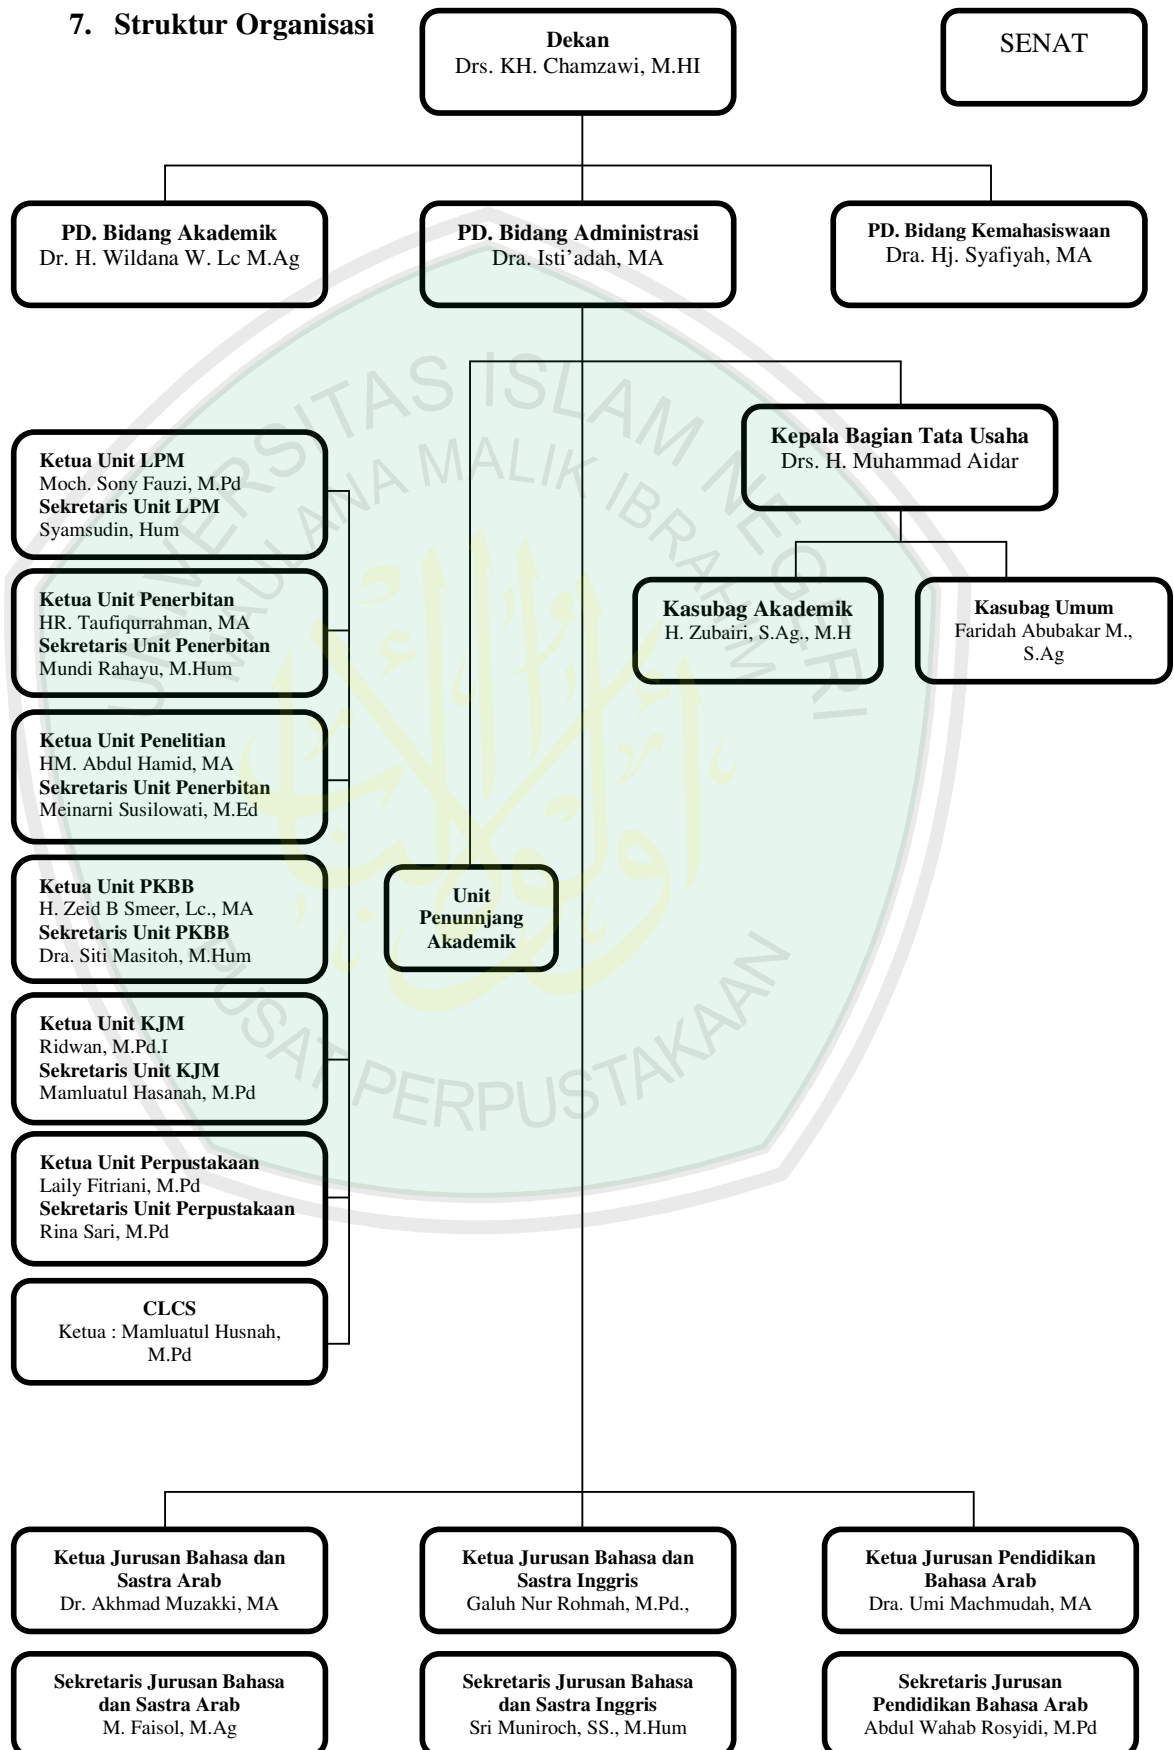 7. Struktur Organisasi
Dekan
Drs. KH. Chamzawi, M.HI
SENAT
PD. Bidang Akademik
Dr. H. Wildana W. Lc M.Ag
PD. Bidang Administrasi
Dra. Isti’adah, MA
PD. Bidang Kemahasiswaan
Dra. Hj. Syafiyah, MA
Kepala Bagian Tata Usaha
Drs. H. Muhammad Aidar
Kasubag Akademik
H. Zubairi, S.Ag., M.H
Kasubag Umum
Faridah Abubakar M.,
S.Ag
Ketua Unit LPM
Moch. Sony Fauzi, M.Pd
Sekretaris Unit LPM
Syamsudin, Hum
Ketua Unit Penerbitan
HR. Taufiqurrahman, MA
Sekretaris Unit Penerbitan
Mundi Rahayu, M.Hum
Ketua Unit Penelitian
HM. Abdul Hamid, MA
Sekretaris Unit Penerbitan
Meinarni Susilowati, M.Ed
Ketua Unit PKBB
H. Zeid B Smeer, Lc., MA
Sekretaris Unit PKBB
Dra. Siti Masitoh, M.Hum
Ketua Unit KJM
Ridwan, M.Pd.I
Sekretaris Unit KJM
Mamluatul Hasanah, M.Pd
Ketua Unit Perpustakaan
Laily Fitriani, M.Pd
Sekretaris Unit Perpustakaan
Rina Sari, M.Pd
CLCS
Ketua : Mamluatul Husnah,
M.Pd
Unit
Penunnjang
Akademik
Ketua Jurusan Bahasa dan
Sastra Arab
Dr. Akhmad Muzakki, MA
Ketua Jurusan Bahasa dan
Sastra Inggris
Galuh Nur Rohmah, M.Pd.,
Ketua Jurusan Pendidikan
Bahasa Arab
Dra. Umi Machmudah, MA
Sekretaris Jurusan Bahasa
dan Sastra Arab
M. Faisol, M.Ag
Sekretaris Jurusan Bahasa
dan Sastra Inggris
Sri Muniroch, SS., M.Hum
Sekretaris Jurusan
Pendidikan Bahasa Arab
Abdul Wahab Rosyidi, M.Pd
UNIVERSITAS ISLAM NEGERI
MAULANA MALIK IBRAHIM
PUSAT PERPUSTAKAAN